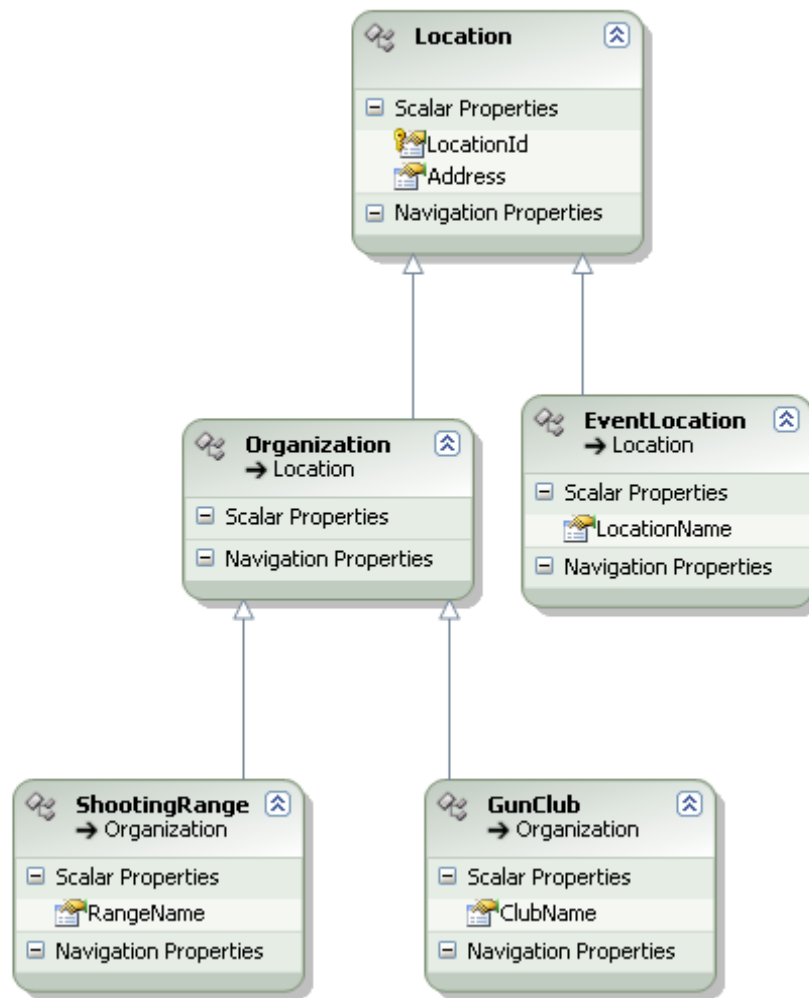 Location
Scalar Properties
LocationId
Address
Navigation Properties
Organization
→ Location
Scalar Properties
Navigation Properties
EventLocation
→ Location
Scalar Properties
LocationName
Navigation Properties
ShootingRange
→ Organization
Scalar Properties
RangeName
Navigation Properties
GunClub
→ Organization
Scalar Properties
ClubName
Navigation Properties